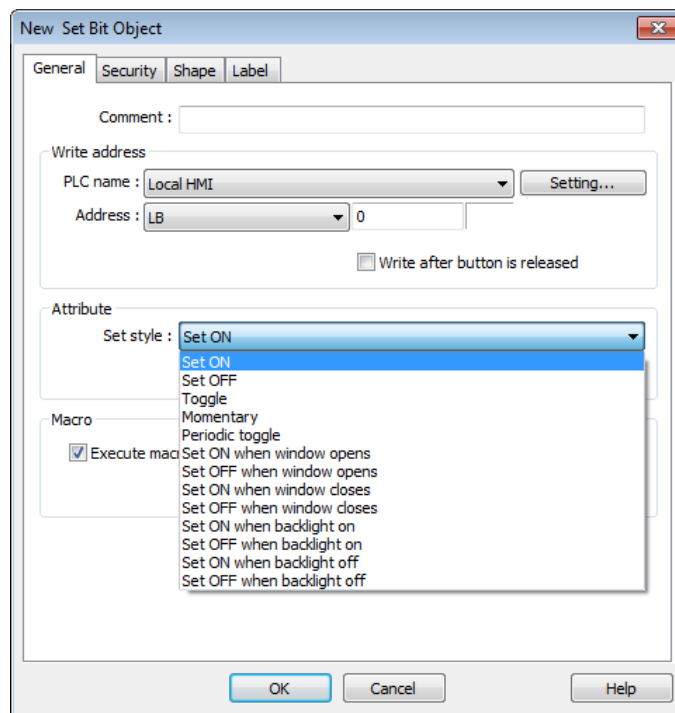 New Set Bit Object
General Security Shape Label
Comment :
Write address
PLC name : Local HMI Setting...
Address : LB 0
Write after button is released
Attribute
Set style : Set ON
Set ON
Set OFF
Toggle
Momentary
Periodic toggle
Macro
Execute mac
Set ON when window opens
Set OFF when window opens
Set ON when window closes
Set OFF when window closes
Set ON when backlight on
Set OFF when backlight on
Set ON when backlight off
Set OFF when backlight off
OK Cancel Help